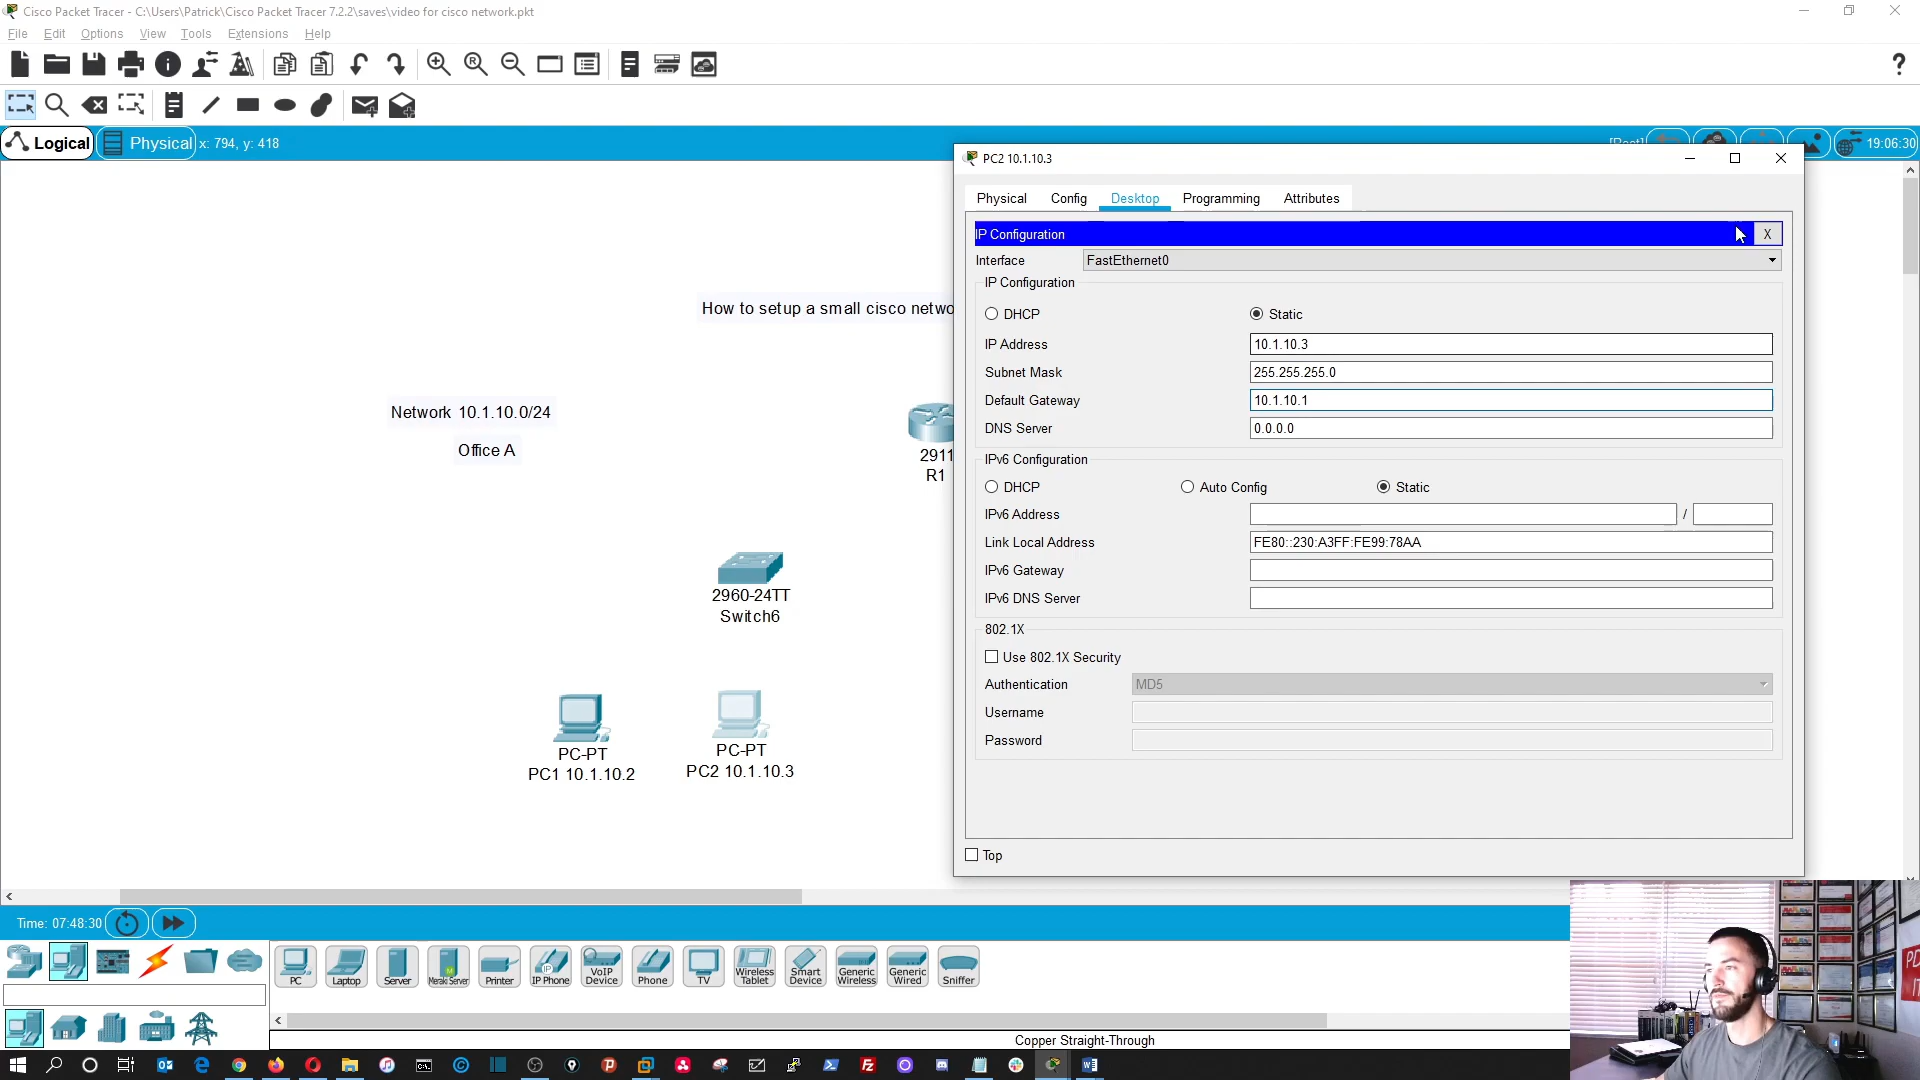 Cisco Packet Tracer - C:\Users\Patrick\Cisco Packet Tracer 7.2.2\saves\video for cisco network.pkt
File Edit Options View Tools Extensions Help
Logical Physical x: 794, y: 418
[Root] 19:06:30
PC2 10.1.10.3
Physical Config Desktop Programming Attributes
IP Configuration X
Interface FastEthernet0
IP Configuration
DHCP Static
IP Address 10.1.10.3
Subnet Mask 255.255.255.0
Default Gateway 10.1.10.1
DNS Server 0.0.0.0
IPv6 Configuration
DHCP Auto Config Static
IPv6 Address /
Link Local Address FE80::230:A3FF:FE99:78AA
IPv6 Gateway
IPv6 DNS Server
802.1X
Use 802.1X Security
Authentication MD5
Username
Password
Top
How to setup a small cisco netwo
Network 10.1.10.0/24
Office A
2911
R1
2960-24TT
Switch6
PC-PT
PC1 10.1.10.2
PC-PT
PC2 10.1.10.3
Time: 07:48:30
PC Laptop Server Meraki Server Printer IP Phone VoIP Device Phone TV Wireless Tablet Smart Device Generic Wireless Generic Wired Sniffer
Copper Straight-Through